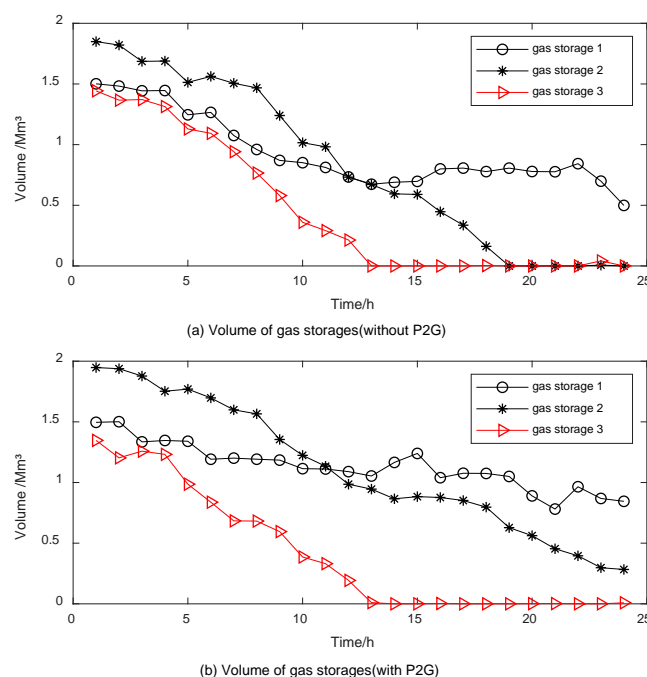 2
1.5
1
0.5
0
Volume /Mm³
gas storage 1
gas storage 2
gas storage 3
0 5 10 15 20 25
Time/h
(a) Volume of gas storages(without P2G)
2
1.5
1
0.5
0
Volume /Mm³
gas storage 1
gas storage 2
gas storage 3
0 5 10 15 20 25
Time/h
(b) Volume of gas storages(with P2G)